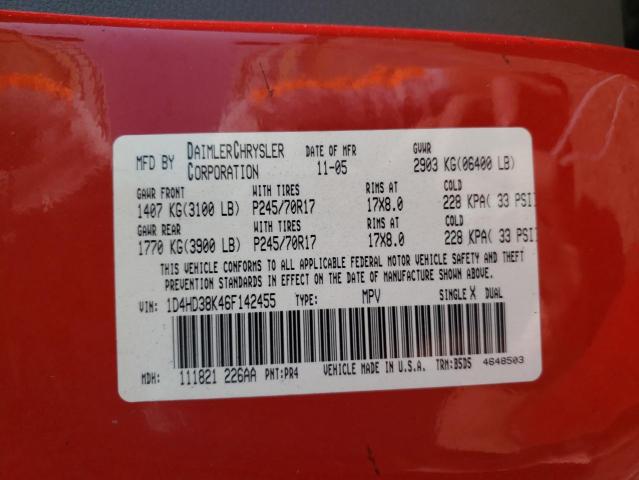 MFD BY DAIMLERCHRYSLER CORPORATION DATE OF MFR 11-05 GVWR 2903 KG(06400 LB)
GAWR FRONT WITH TIRES RIMS AT COLD
1407 KG(3100 LB) P245/70R17 17X8.0 228 KPA( 33 PSI)
GAWR REAR WITH TIRES RIMS AT COLD
1770 KG(3900 LB) P245/70R17 17X8.0 228 KPA( 33 PSI)
THIS VEHICLE CONFORMS TO ALL APPLICABLE FEDERAL MOTOR VEHICLE SAFETY AND THEFT
PREVENTION STANDARDS IN EFFECT ON THE DATE OF MANUFACTURE SHOWN ABOVE.
VIN: 1D4HD38K46F142455 TYPE: MPV SINGLE X DUAL
MDH: 111821 226AA PNT:PR4 VEHICLE MADE IN U.S.A. TRM:BSD5 4648503